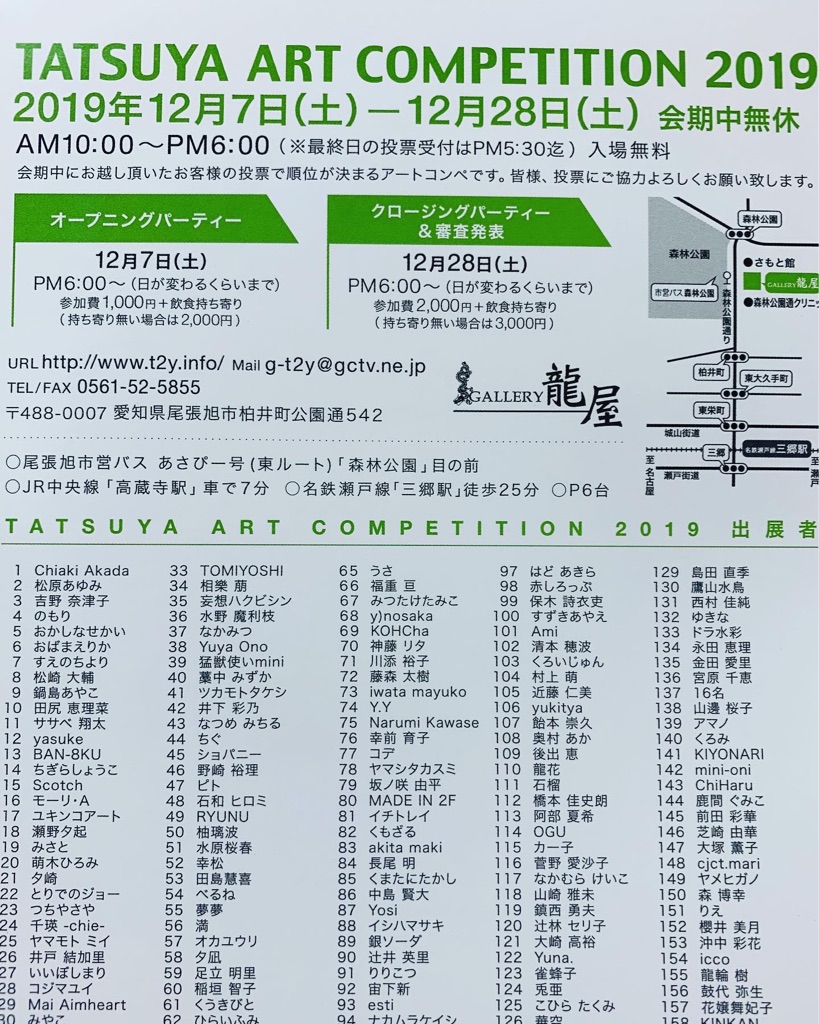 TATSUYA ART COMPETITION 2019
2019年12月7日(土)―12月28日(土) 会期中無休
AM10:00〜PM6:00 (※最終日の投票受付はPM5:30迄) 入場無料
会期中にお越し頂いたお客様の投票で順位が決まるアートコンペです。皆様、投票にご協力よろしくお願い致します。
オープニングパーティー
12月7日(土)
PM6:00〜 (日が変わるくらいまで)
参加費1,000円+飲食持ち寄り
(持ち寄り無い場合は2,000円)
クロージングパーティー
&審査発表
12月28日(土)
PM6:00〜 (日が変わるくらいまで)
参加費2,000円+飲食持ち寄り
(持ち寄り無い場合は3,000円)
森林公園
森林公園
●さもと館
GALLERY龍屋
市営バス 森林公園
●森林公園通クリニッ
森林公園通り
柏井町
東大久手町
東栄町
城山街道
三郷
名鉄瀬戸線 三郷駅
至 名古屋
瀬戸街道
至 瀬戸
URL http://www.t2y.info/ Mail g-t2y@gctv.ne.jp
TEL/FAX 0561-52-5855
〒488-0007 愛知県尾張旭市柏井町公園通542
GALLERY 龍屋
○尾張旭市営バス あさぴー号(東ルート)「森林公園」目の前
○JR中央線「高蔵寺駅」車で7分 ○名鉄瀬戸線「三郷駅」徒歩25分 ○P6台
TATSUYA ART COMPETITION 2019 出展者
1 Chiaki Akada
2 松原あゆみ
3 吉野 奈津子
4 のもり
5 おかしなせかい
6 おばまえりか
7 すえのちより
8 松崎 大輔
9 鍋島あやこ
10 田尻 恵理菜
11 ササベ 翔太
12 yasuke
13 BAN-8KU
14 ちぎらしょうこ
15 Scotch
16 モーリ・A
17 ユキンコアート
18 瀬野夕起
19 みさと
20 萌木ひろみ
21 夕崎
22 とりでのジョー
23 つちやさや
24 千瑛 -chie-
25 ヤマモト ミイ
26 井戸 結加里
27 いいぼしまり
28 コジマユイ
29 Mai Aimheart
30 みやこ
33 TOMIYOSHI
34 相樂 萌
35 妄想ハクビシン
36 水野 魔利枝
37 なかみつ
38 Yuya Ono
39 猛獣使いmini
40 薹中 みずか
41 ツカモトタケシ
42 井下 彩乃
43 なつめ みちる
44 ちぐ
45 ショパニー
46 野崎 裕理
47 ピト
48 石和 ヒロミ
49 RYUNU
50 柚璃波
51 水原桜春
52 幸松
53 田島慧喜
54 べるね
55 夢夢
56 満
57 オカユウリ
58 夕凪
59 足立 明里
60 稲垣 智子
61 くうきびと
62 ひらいふみ
65 うさ
66 福重 亘
67 みつたけたみこ
68 y)nosaka
69 KOHCha
70 神藤 リタ
71 川添 裕子
72 藤森 太樹
73 iwata mayuko
74 Y.Y
75 Narumi Kawase
76 幸前 育子
77 コデ
78 ヤマシタカスミ
79 坂ノ咲 由平
80 MADE IN 2F
81 イチトレイ
82 くもざる
83 akita maki
84 長尾 明
85 くまたにたかし
86 中島 賢大
87 Yosi
88 イシハマサキ
89 銀ソーダ
90 辻井 英里
91 りりこつ
92 宙下新
93 esti
94 ナカムラケイシ
97 はど あきら
98 赤しろっぷ
99 保木 詩衣吏
100 すずきあやえ
101 Ami
102 清本 穂波
103 くろいじゅん
104 村上 萌
105 近藤 仁美
106 yukitya
107 飴本 崇久
108 奥村 あか
109 後出 恵
110 龍花
111 石榴
112 橋本 佳史朗
113 阿部 夏希
114 OGU
115 カー子
116 菅野 愛沙子
117 なかむら けいこ
118 山崎 雅未
119 鎮西 勇夫
120 辻林 セリ子
121 大崎 高裕
122 Yuna.
123 雀蜂子
124 兎亜
125 こひら たくみ
126 華空
129 島田 直季
130 鷹山水鳥
131 西村 佳純
132 ゆきな
133 ドラ水彩
134 永田 恵理
135 金田 愛里
136 宮原 千恵
137 16名
138 山邊 桜子
139 アマノ
140 くろみ
141 KIYONARI
142 mini-oni
143 ChiHaru
144 鹿間 ぐみこ
145 前田 彩華
146 芝崎 由華
147 大塚 薫子
148 cjct.mari
149 ヤメヒガノ
150 森 博幸
151 りえ
152 櫻井 美月
153 沖中 彩花
154 icco
155 龍輪 樹
156 鼓代 弥生
157 花嬢舞妃子
158 KINKAN